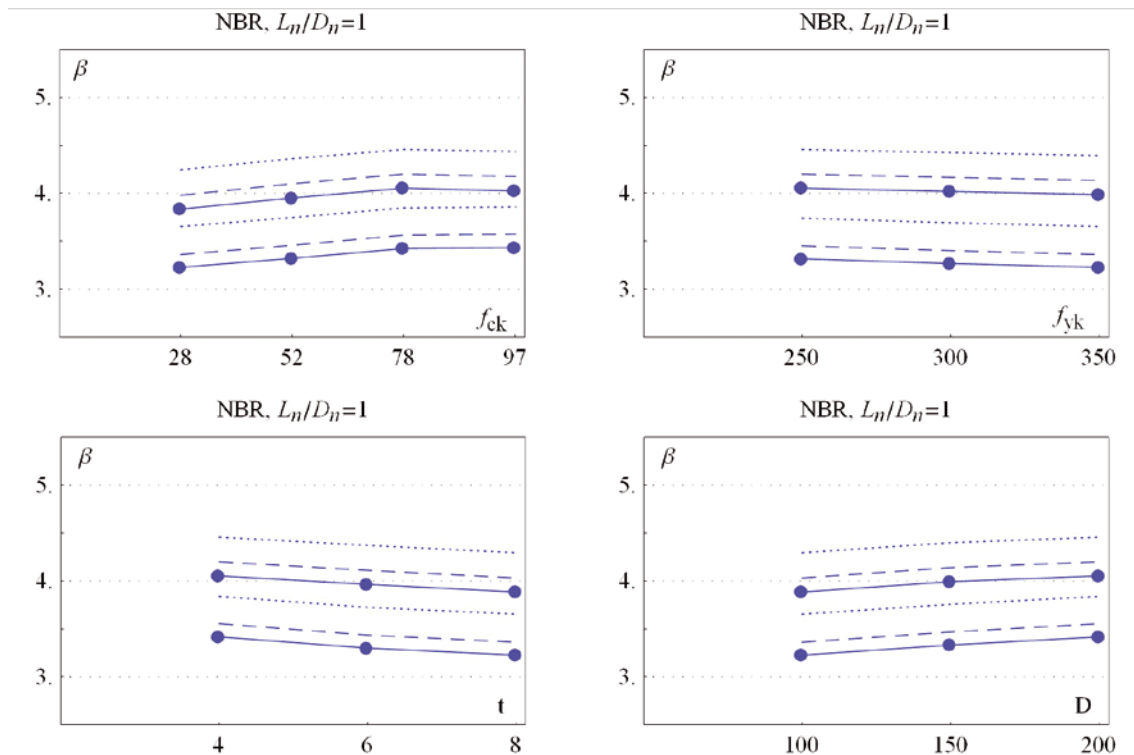 NBR, Ln/Dn=1
β
5.
4.
3.
fck
28 52 78 97
NBR, Ln/Dn=1
β
5.
4.
3.
fyk
250 300 350
NBR, Ln/Dn=1
β
5.
4.
3.
t
4 6 8
NBR, Ln/Dn=1
β
5.
4.
3.
D
100 150 200